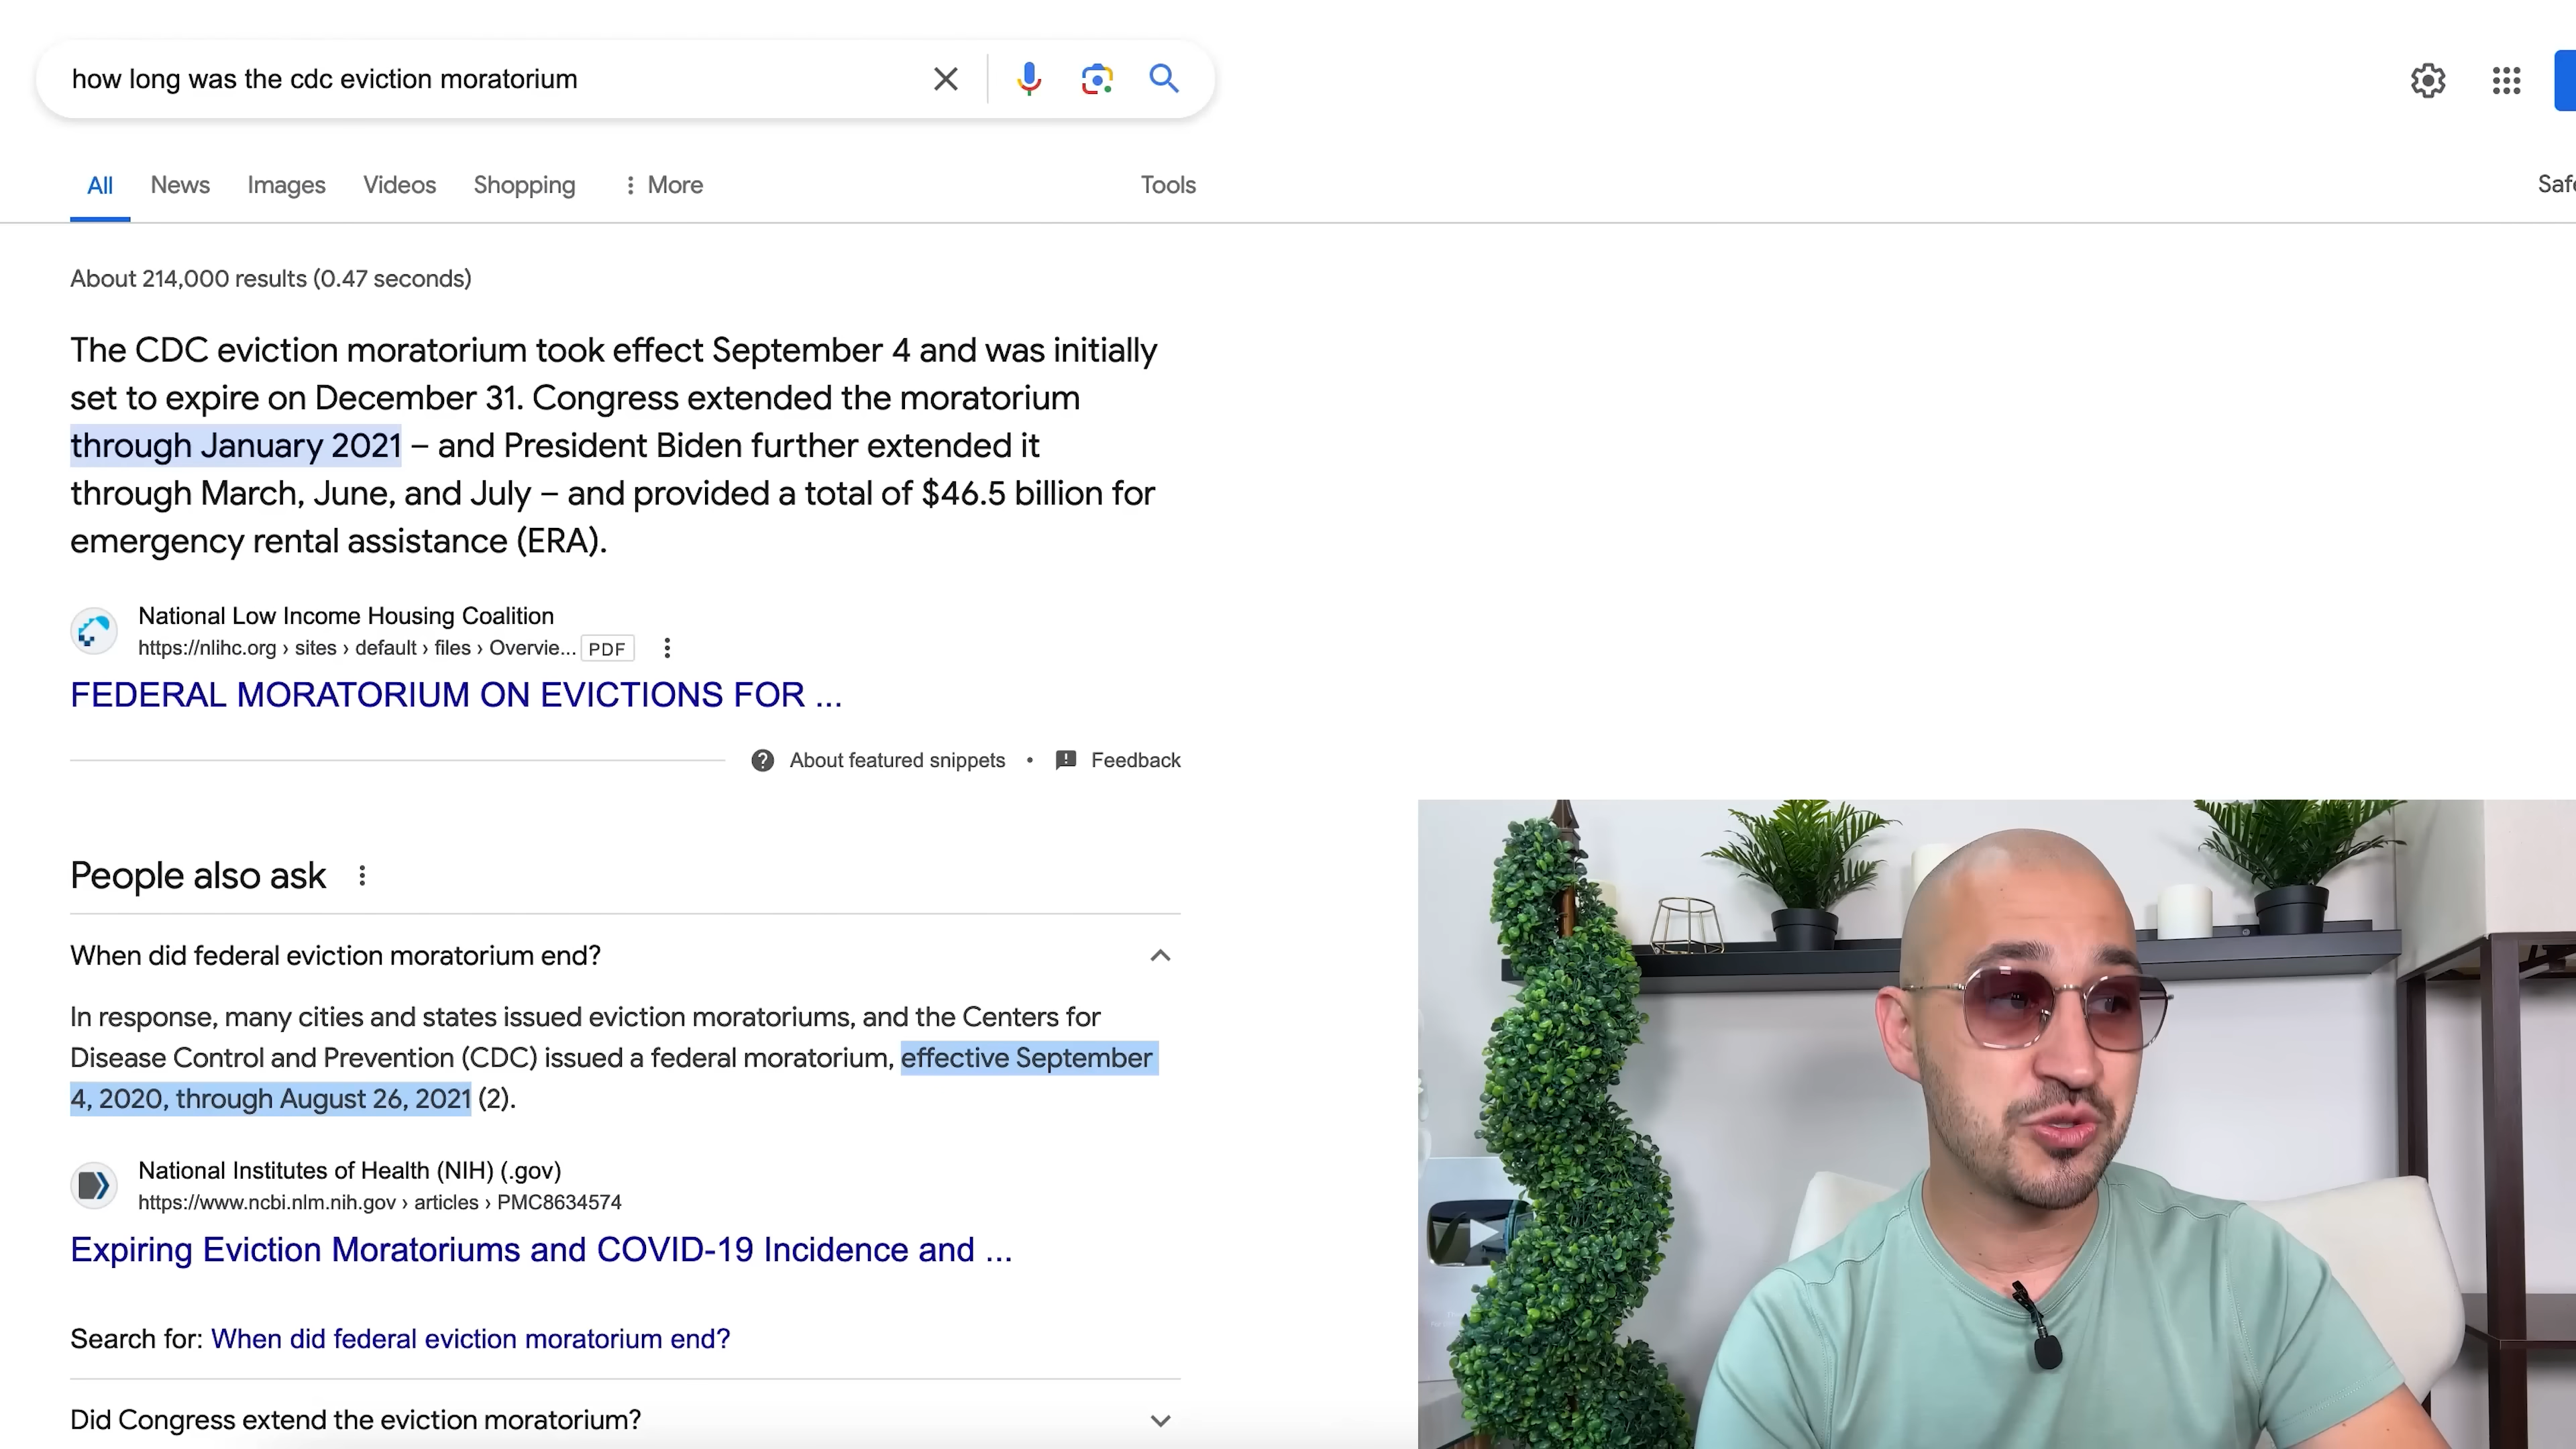 how long was the cdc eviction moratorium
All News Images Videos Shopping More Tools
Safe
About 214,000 results (0.47 seconds)
The CDC eviction moratorium took effect September 4 and was initially
set to expire on December 31. Congress extended the moratorium
through January 2021 – and President Biden further extended it
through March, June, and July – and provided a total of $46.5 billion for
emergency rental assistance (ERA).
National Low Income Housing Coalition
https://nlihc.org › sites › default › files › Overvie... PDF
FEDERAL MORATORIUM ON EVICTIONS FOR ...
About featured snippets • Feedback
People also ask
When did federal eviction moratorium end?
In response, many cities and states issued eviction moratoriums, and the Centers for
Disease Control and Prevention (CDC) issued a federal moratorium, effective September
4, 2020, through August 26, 2021 (2).
National Institutes of Health (NIH) (.gov)
https://www.ncbi.nlm.nih.gov › articles › PMC8634574
Expiring Eviction Moratoriums and COVID-19 Incidence and ...
Search for: When did federal eviction moratorium end?
Did Congress extend the eviction moratorium?